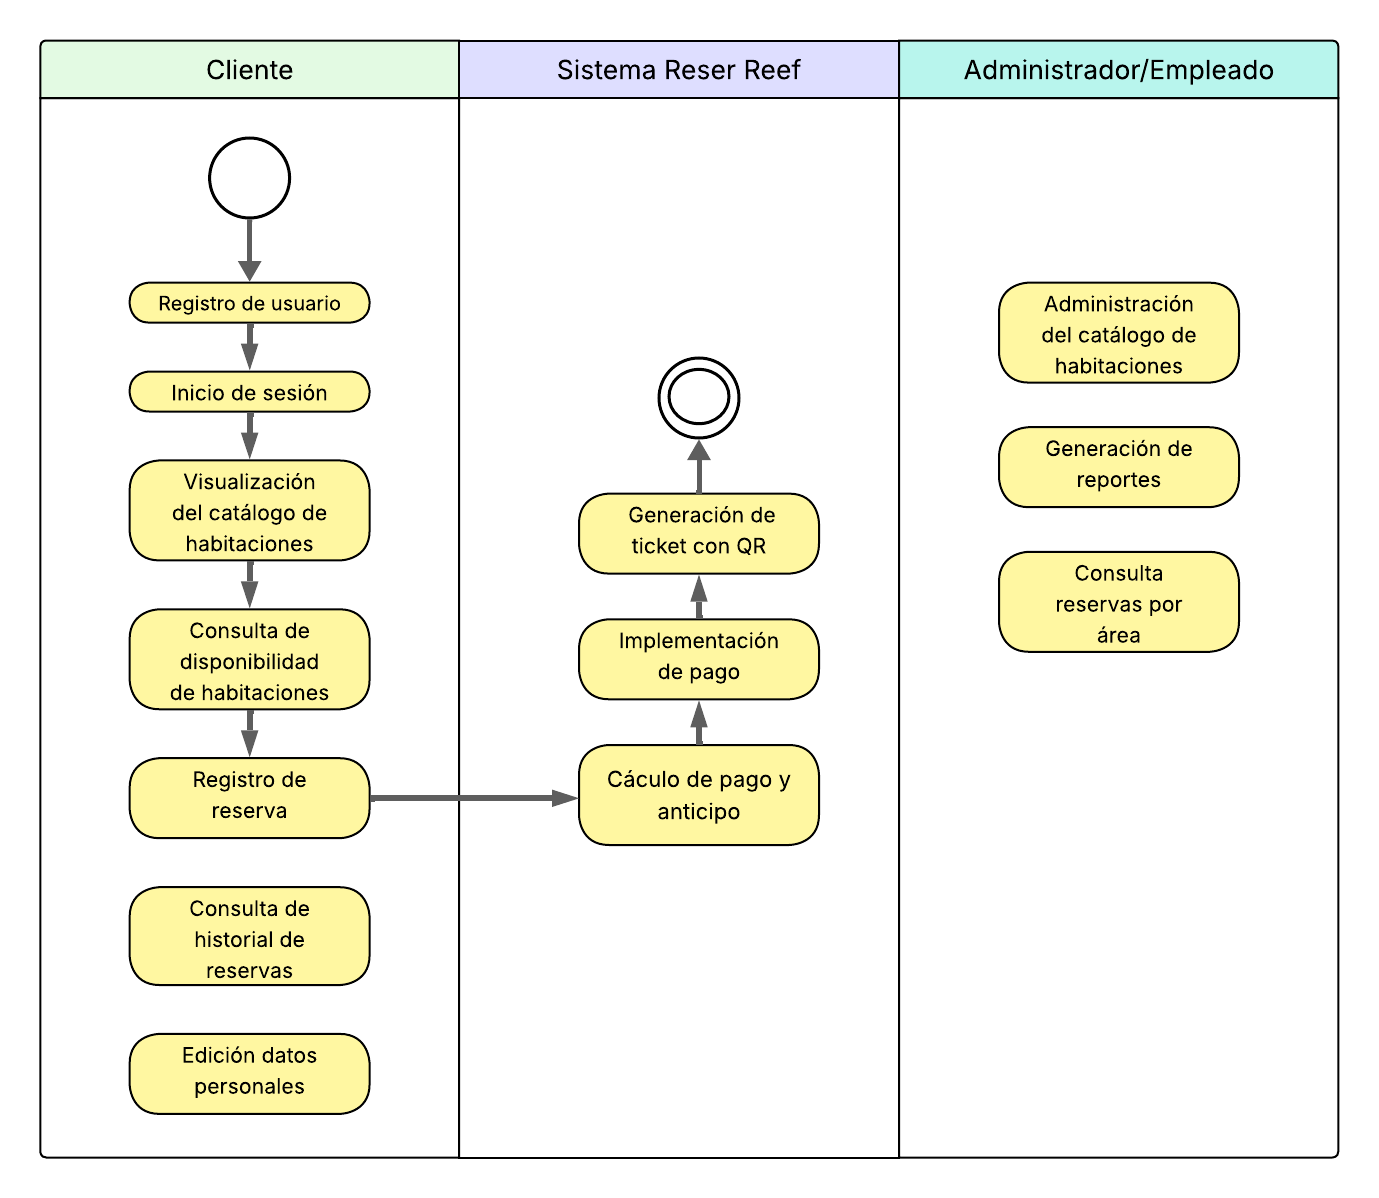 Cliente
Sistema Reser Reef
Administrador/Empleado
Registro de usuario
Inicio de sesión
Visualización
del catálogo de
habitaciones
Consulta de
disponibilidad
de habitaciones
Registro de
reserva
Consulta de
historial de
reservas
Edición datos
personales
Generación de
ticket con QR
Implementación
de pago
Cáculo de pago y
anticipo
Administración
del catálogo de
habitaciones
Generación de
reportes
Consulta
reservas por
área